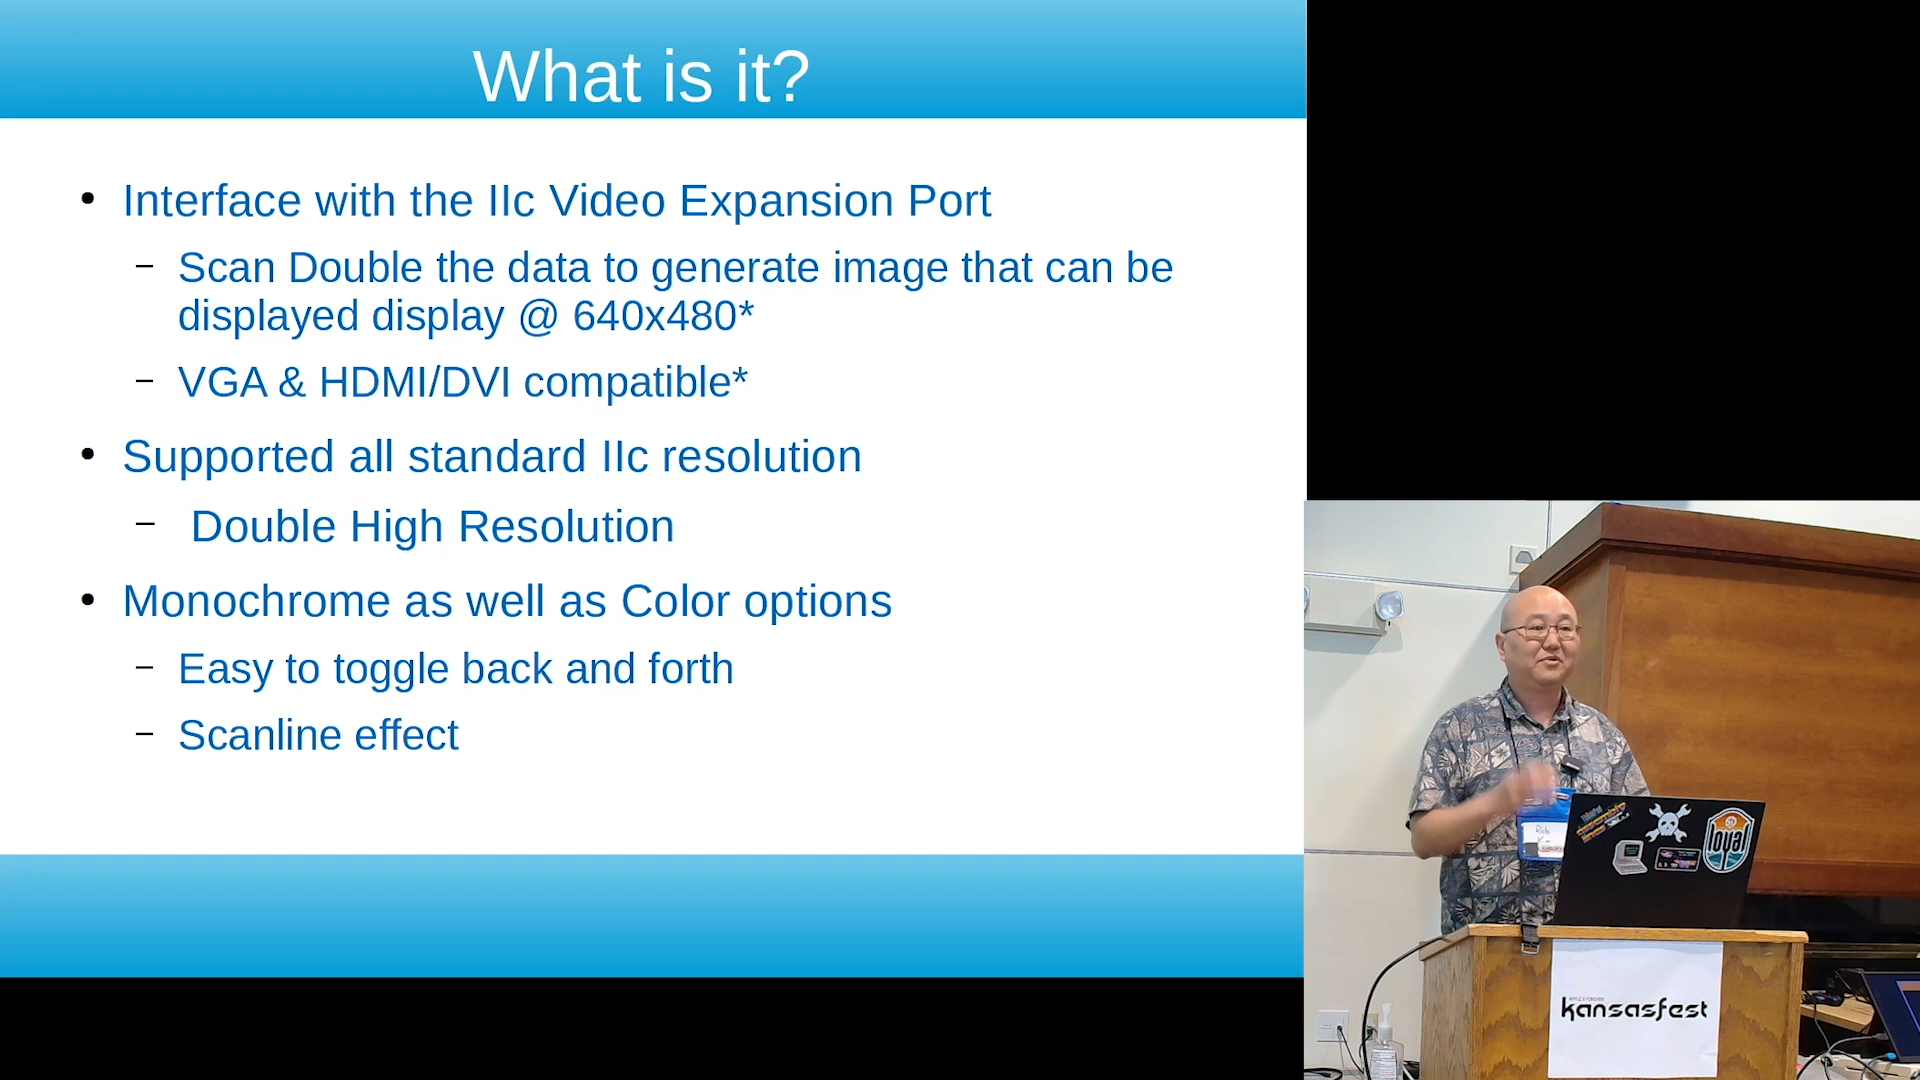 What is it?
• Interface with the IIc Video Expansion Port
– Scan Double the data to generate image that can be
displayed display @ 640x480*
– VGA & HDMI/DVI compatible*
• Supported all standard IIc resolution
– Double High Resolution
• Monochrome as well as Color options
– Easy to toggle back and forth
– Scanline effect
loyal
kansasfest